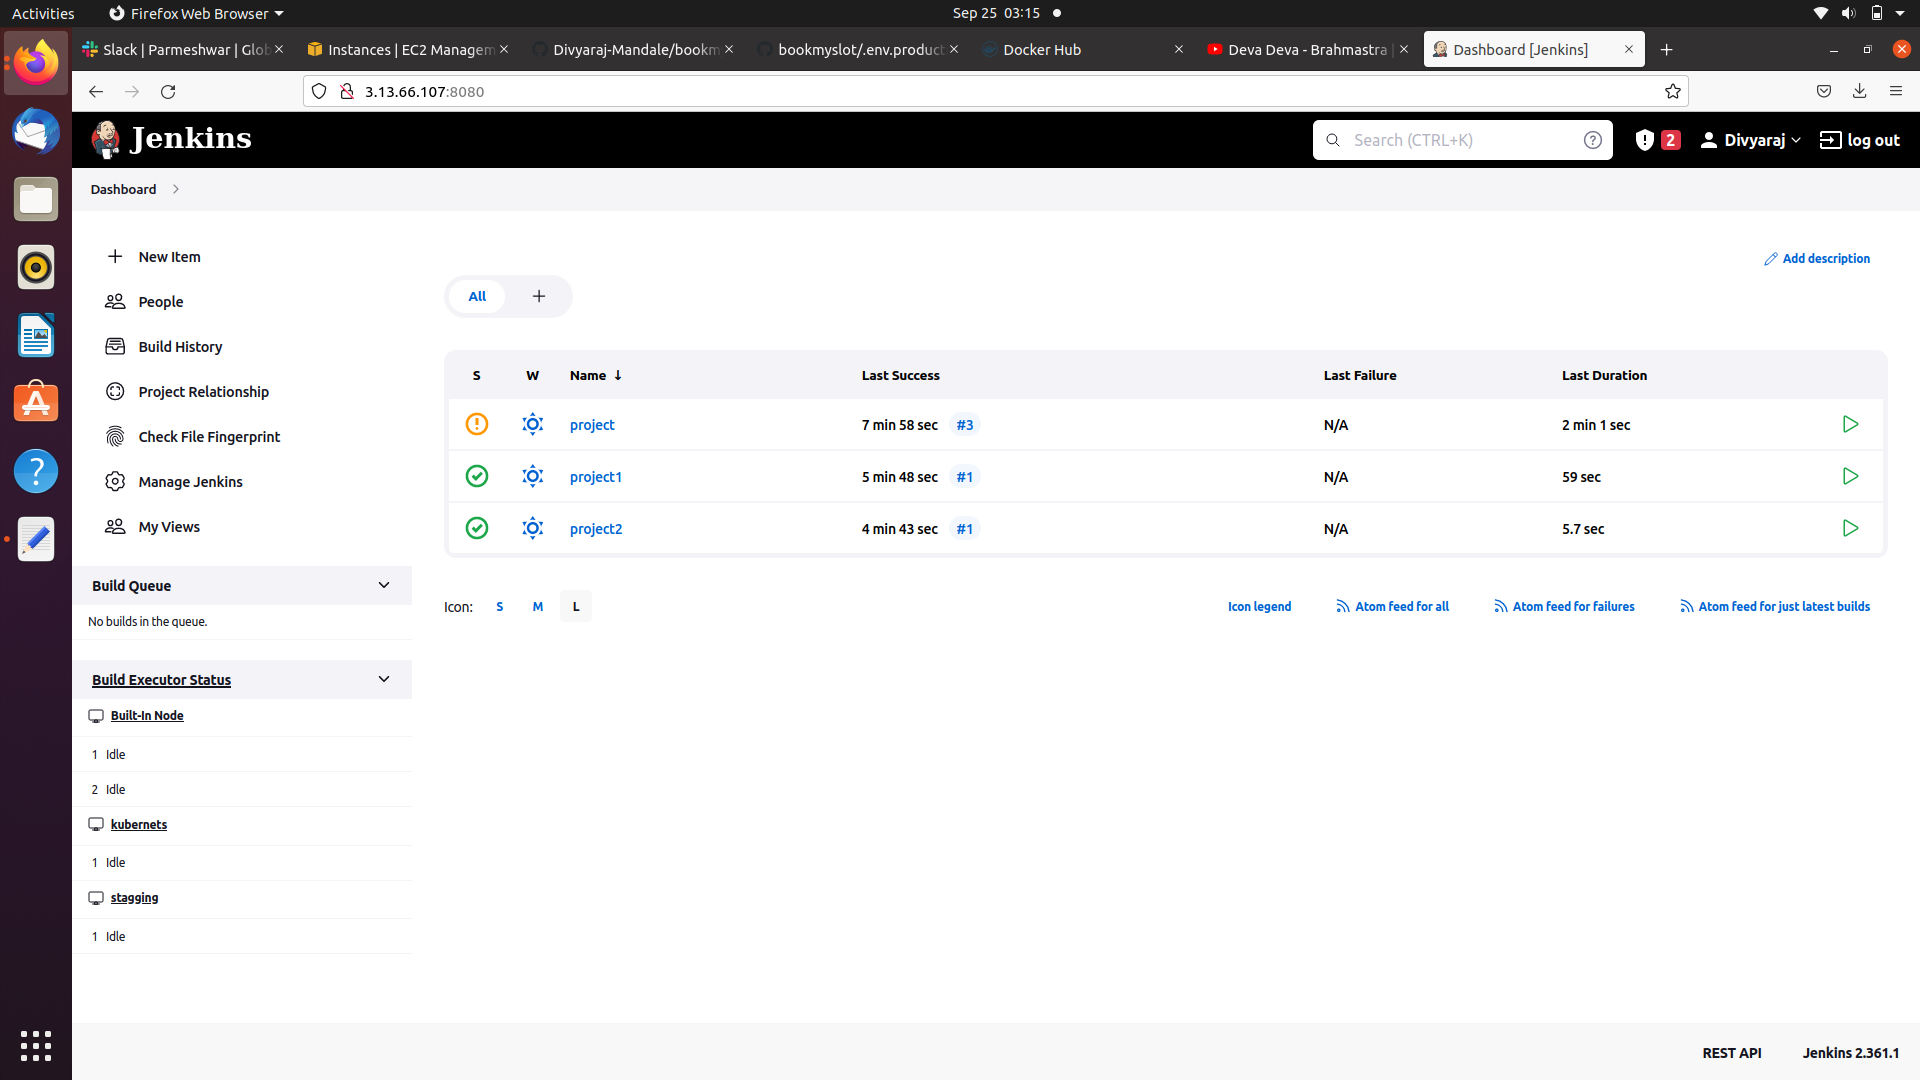 Activities Firefox Web Browser Sep 25 03:15
Slack | Parmeshwar | Glob Instances | EC2 Managem Divyaraj-Mandale/bookm bookmyslot/.env.product Docker Hub Deva Deva - Brahmastra | Dashboard [Jenkins]
3.13.66.107:8080
Jenkins Search (CTRL+K) 2 Divyaraj log out
Dashboard
New Item
Add description
People
All +
Build History
Project Relationship
Check File Fingerprint
Manage Jenkins
My Views
S W Name ↓ Last Success Last Failure Last Duration
project 7 min 58 sec #3 N/A 2 min 1 sec
project1 5 min 48 sec #1 N/A 59 sec
project2 4 min 43 sec #1 N/A 5.7 sec
Icon: S M L Icon legend Atom feed for all Atom feed for failures Atom feed for just latest builds
Build Queue
No builds in the queue.
Build Executor Status
Built-In Node
1 Idle
2 Idle
kubernets
1 Idle
stagging
1 Idle
REST API Jenkins 2.361.1